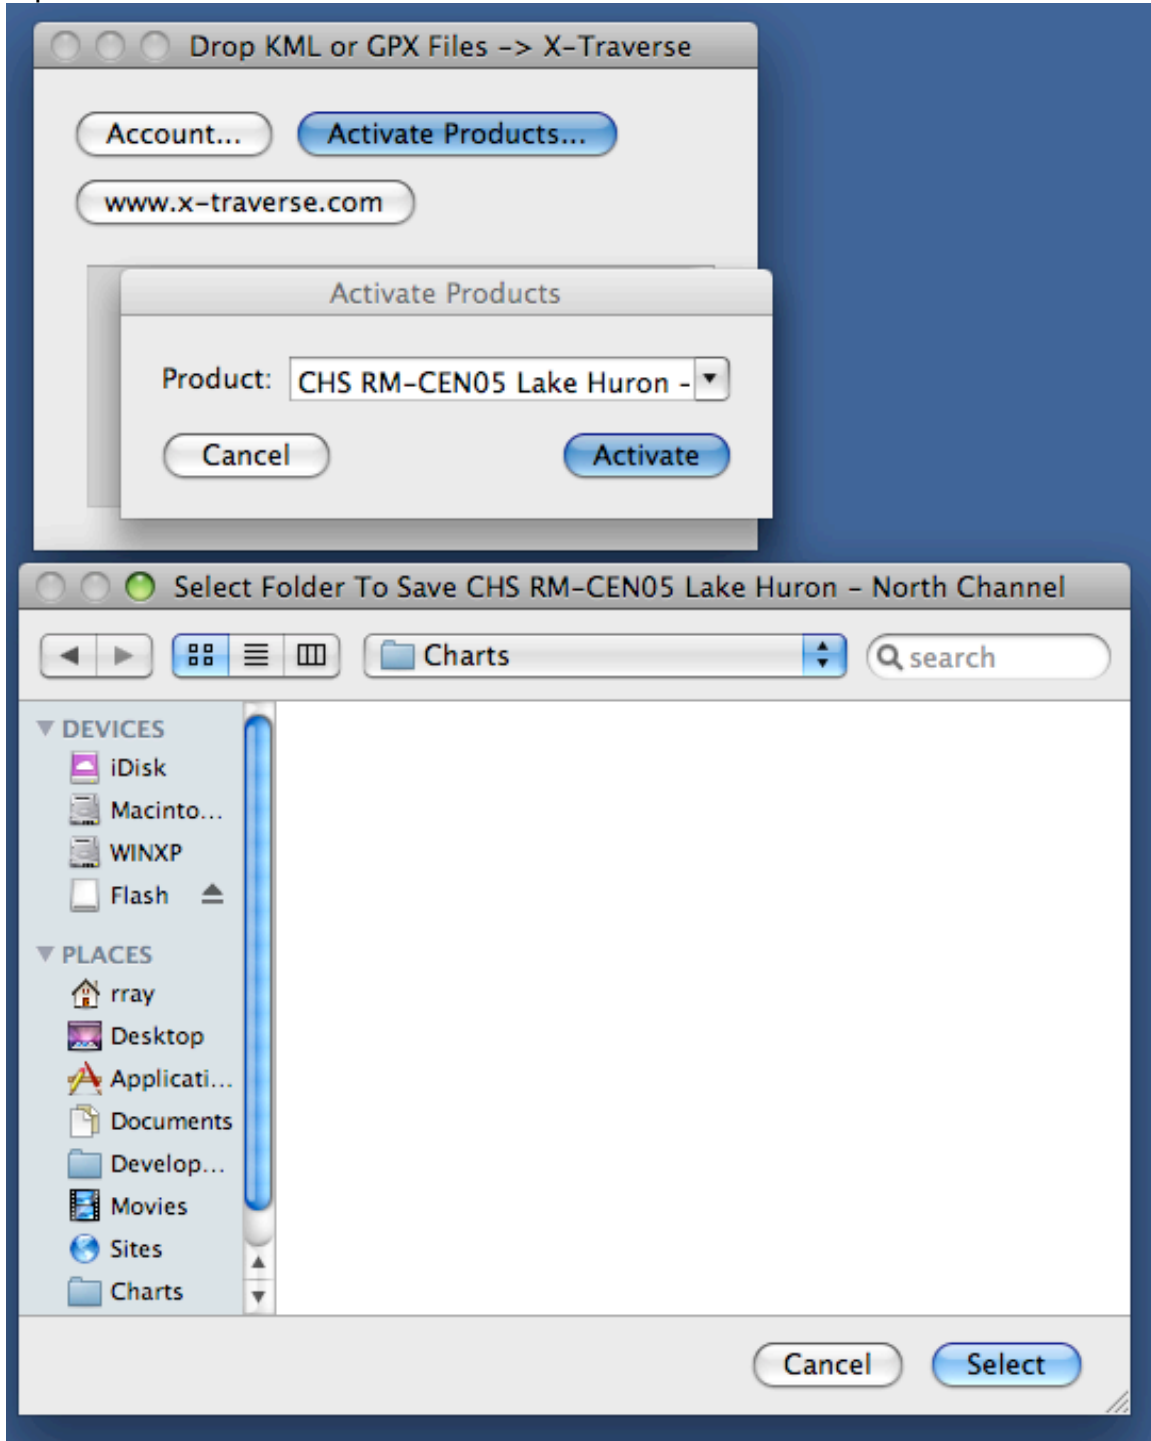 Drop KML or GPX Files -> X-Traverse
Account... Activate Products...
www.x-traverse.com
Activate Products
Product: CHS RM-CEN05 Lake Huron -
Cancel Activate
Select Folder To Save CHS RM-CEN05 Lake Huron - North Channel
Charts search
DEVICES
iDisk
Macinto...
WINXP
Flash
PLACES
rray
Desktop
Applicati...
Documents
Develop...
Movies
Sites
Charts
Cancel Select